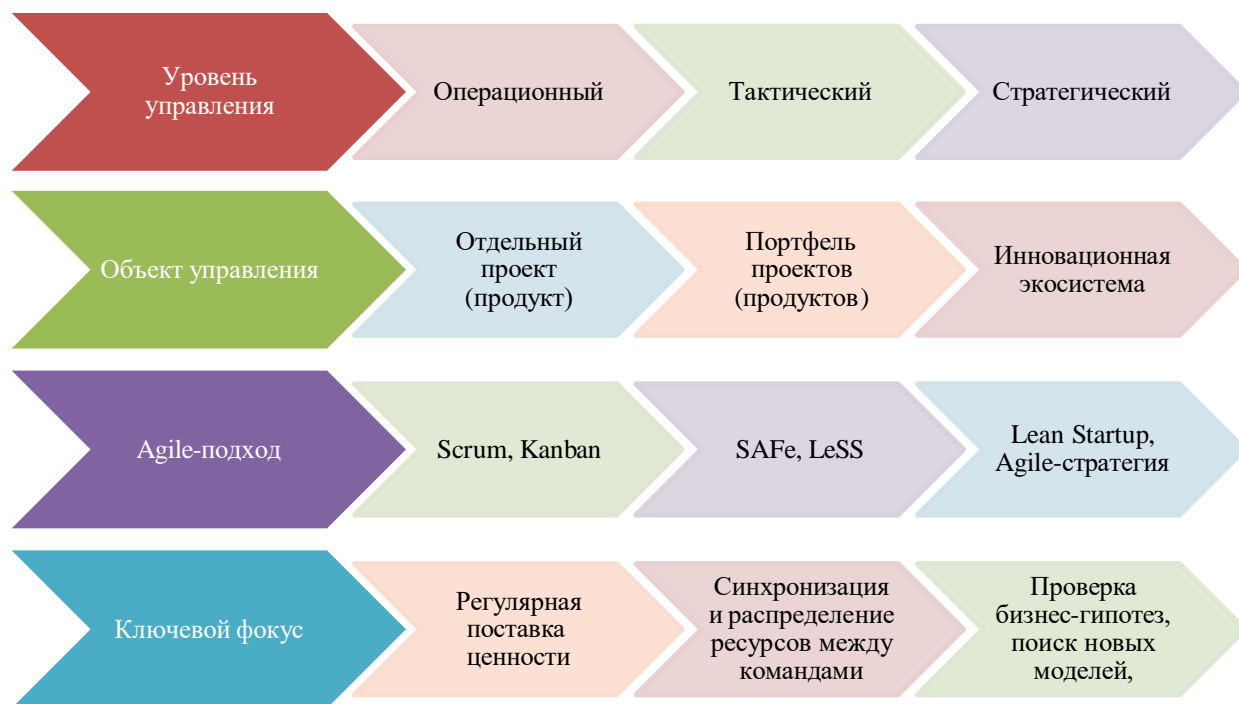 Уровень
управления
Операционный
Тактический
Стратегический
Объект управления
Отдельный
проект
(продукт)
Портфель
проектов
(продуктов)
Инновационная
экосистема
Agile-подход
Scrum, Kanban
SAFe, LeSS
Lean Startup,
Agile-стратегия
Ключевой фокус
Регулярная
поставка
ценности
Синхронизация
и распределение
ресурсов между
командами
Проверка
бизнес-гипотез,
поиск новых
моделей,